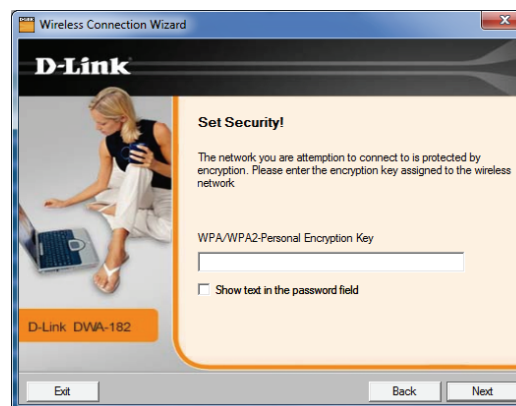 Wireless Connection Wizard
D-Link
Set Security!
The network you are attemption to connect to is protected by
encryption. Please enter the encryption key assigned to the wireless
network
WPA/WPA2-Personal Encryption Key
Show text in the password field
D-Link DWA-182
Exit
Back
Next